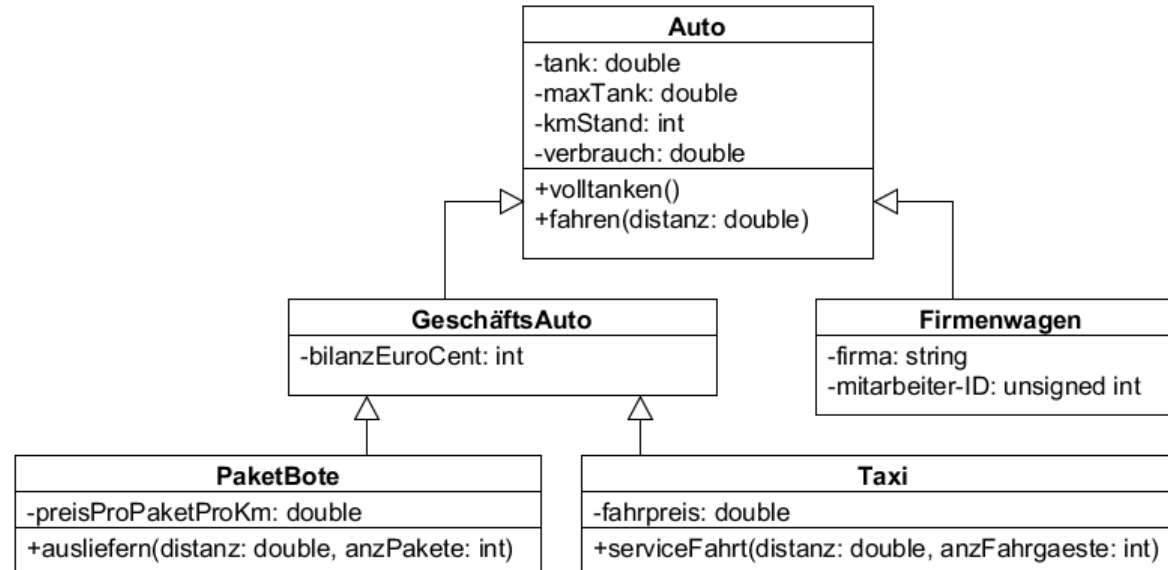 Auto
-tank: double
-maxTank: double
-kmStand: int
-verbrauch: double
+volltanken()
+fahren(distanz: double)
GeschäftsAuto
-bilanzEuroCent: int
Firmenwagen
-firma: string
-mitarbeiter-ID: unsigned int
PaketBote
-preisProPaketProKm: double
+ausliefern(distanz: double, anzPakete: int)
Taxi
-fahrpreis: double
+serviceFahrt(distanz: double, anzFahrgaeste: int)